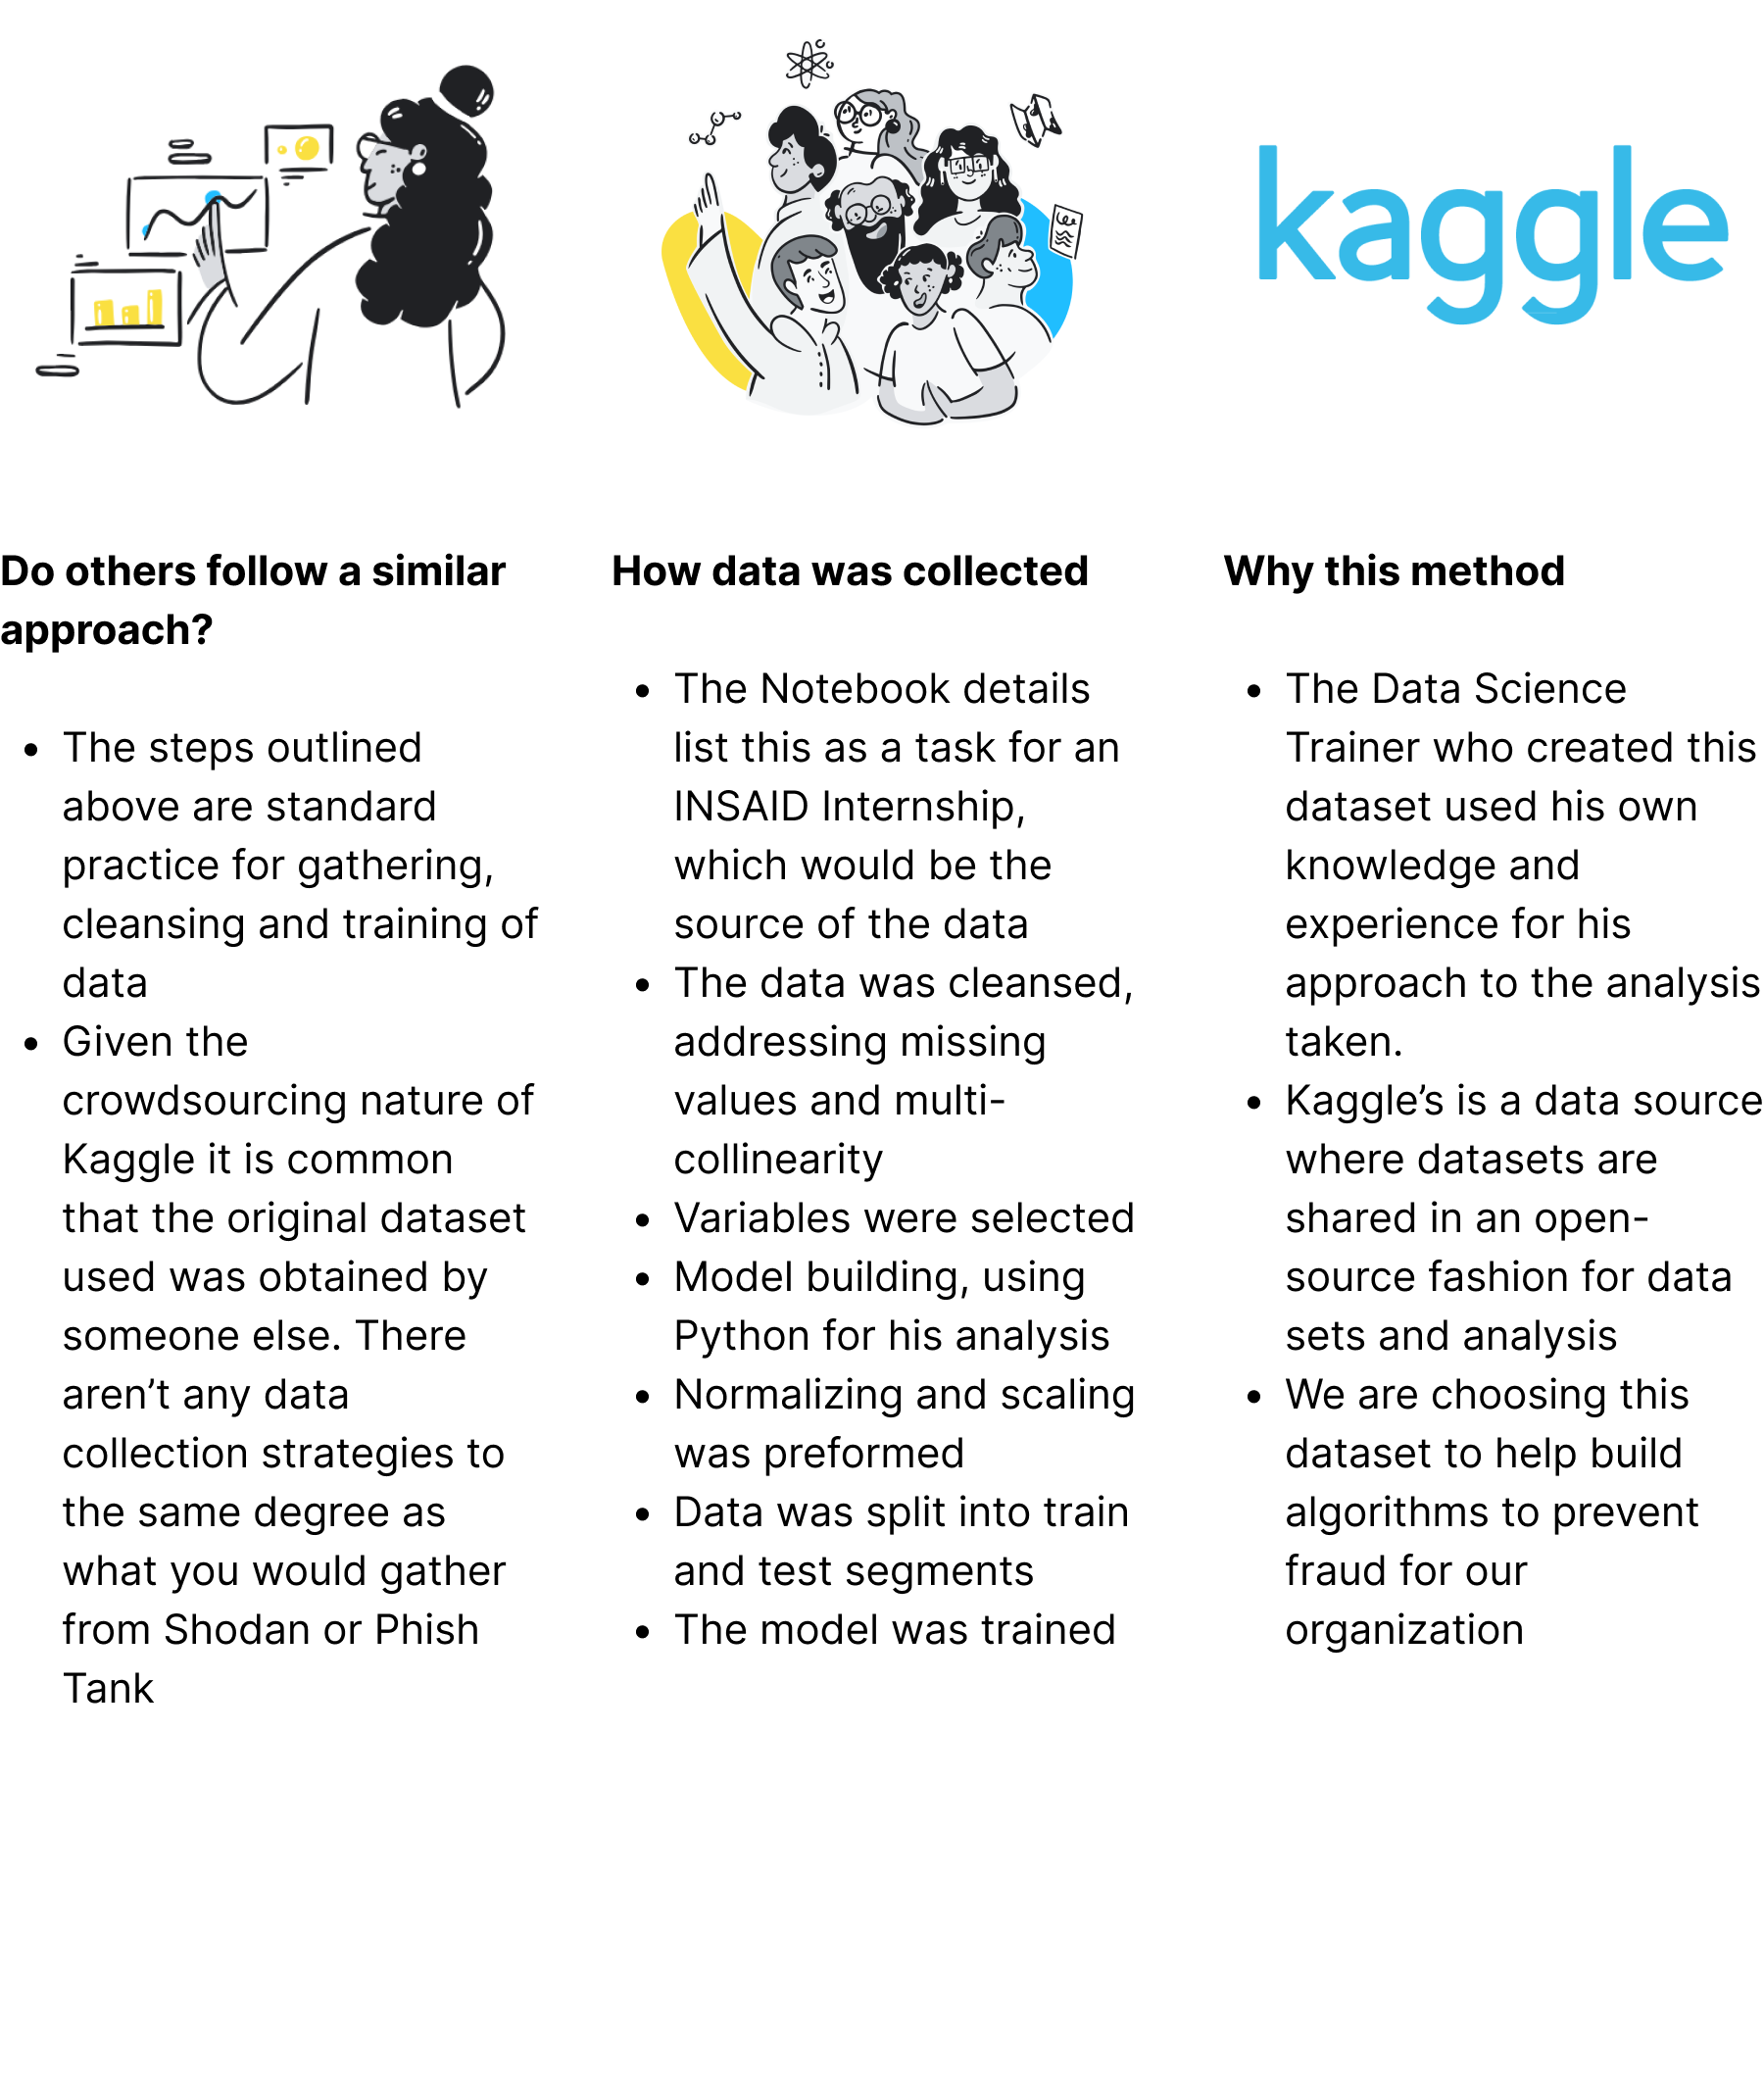 kaggle
Do others follow a similar
approach?
• The steps outlined
above are standard
practice for gathering,
cleansing and training of
data
• Given the
crowdsourcing nature of
Kaggle it is common
that the original dataset
used was obtained by
someone else. There
aren’t any data
collection strategies to
the same degree as
what you would gather
from Shodan or Phish
Tank
How data was collected
• The Notebook details
list this as a task for an
INSAID Internship,
which would be the
source of the data
• The data was cleansed,
addressing missing
values and multi-
collinearity
• Variables were selected
• Model building, using
Python for his analysis
• Normalizing and scaling
was preformed
• Data was split into train
and test segments
• The model was trained
Why this method
• The Data Science
Trainer who created this
dataset used his own
knowledge and
experience for his
approach to the analysis
taken.
• Kaggle’s is a data source
where datasets are
shared in an open-
source fashion for data
sets and analysis
• We are choosing this
dataset to help build
algorithms to prevent
fraud for our
organization